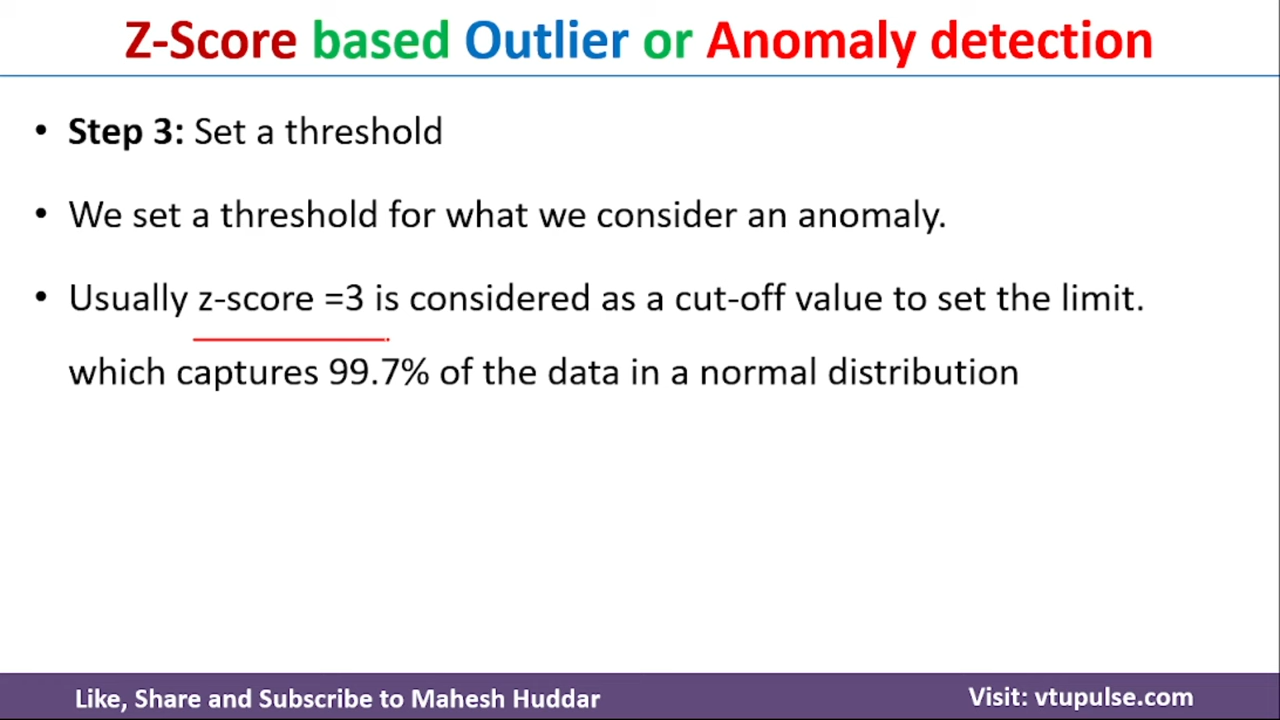 Z-Score based Outlier or Anomaly detection
• Step 3: Set a threshold
• We set a threshold for what we consider an anomaly.
• Usually z-score =3 is considered as a cut-off value to set the limit.
which captures 99.7% of the data in a normal distribution
Like, Share and Subscribe to Mahesh Huddar
Visit: vtupulse.com